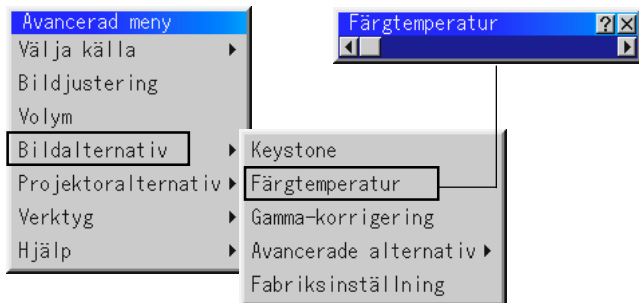 Avancerad meny
Välja källa
Bildjustering
Volym
Bildalternativ
Projektoralternativ
Verktyg
Hjälp
Keystone
Färgtemperatur
Gamma-korrigering
Avancerade alternativ
Fabriksinställning
Färgtemperatur